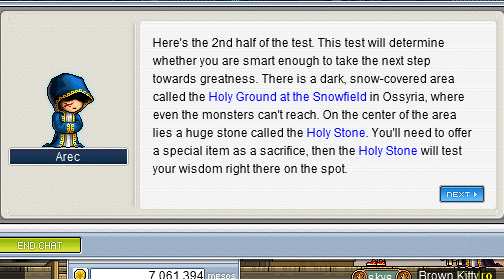 Here's the 2nd half of the test. This test will determine
whether you are smart enough to take the next step
towards greatness. There is a dark, snow-covered area
called the Holy Ground at the Snowfield in Ossyria, where
even the monsters can't reach. On the center of the area
lies a huge stone called the Holy Stone. You'll need to offer
a special item as a sacrifice, then the Holy Stone will test
your wisdom right there on the spot.
Arec
NEXT
END CHAT
7,061,394 mesos
skys
Brown Kitty